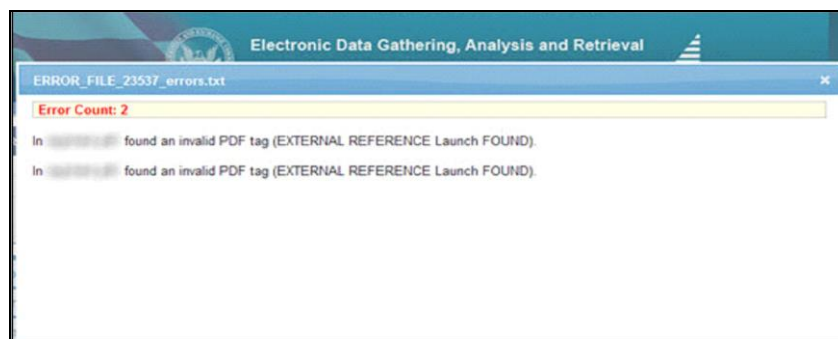 Electronic Data Gathering, Analysis and Retrieval
ERROR_FILE_23537_errors.txt
Error Count: 2
In found an invalid PDF tag (EXTERNAL REFERENCE Launch FOUND).
In found an invalid PDF tag (EXTERNAL REFERENCE Launch FOUND).